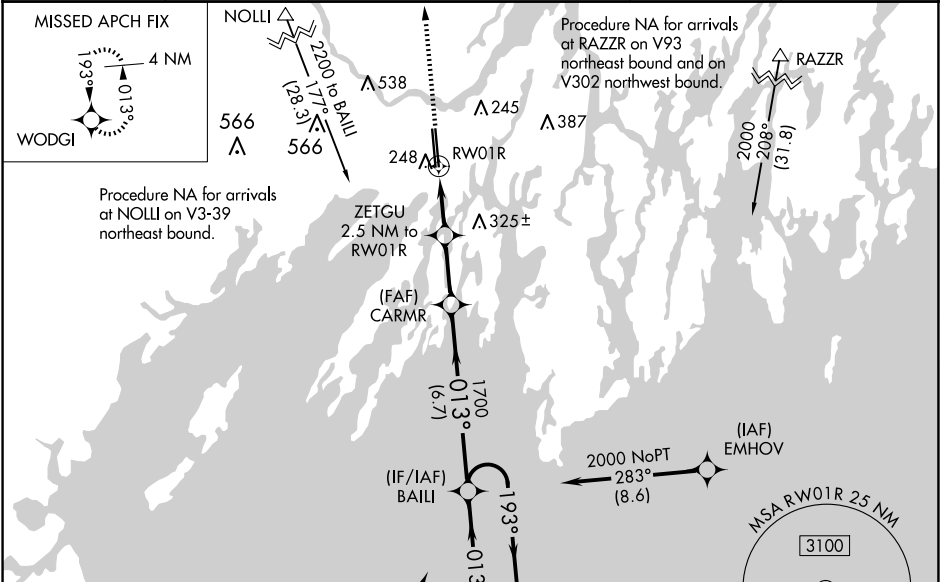 MISSED APCH FIX
193°
013°
4 NM
WODGI
NOLLI
2200 to BAILI
177°
(28.3)
538
566
566
245
387
248
RW01R
Procedure NA for arrivals
at RAZZR on V93
northeast bound and on
V302 northwest bound.
RAZZR
2000
208°
(31.8)
Procedure NA for arrivals
at NOLLI on V3-39
northeast bound.
ZETGU
2.5 NM to
RW01R
325±
(FAF)
CARMR
1700
013°
(6.7)
(IF/IAF)
BAILI
193°
013
(IAF)
EMHOV
2000 NoPT
283°
(8.6)
MSA RW01R 25 NM
3100